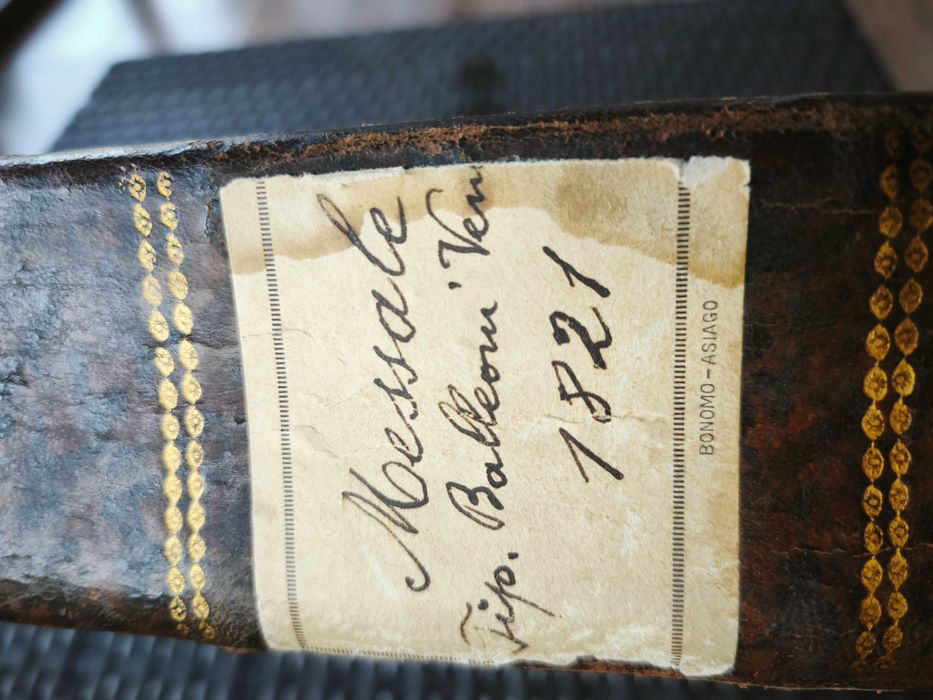 Messale
Tip. Balleoni Ven
1821
BONOMO-ASIAGO